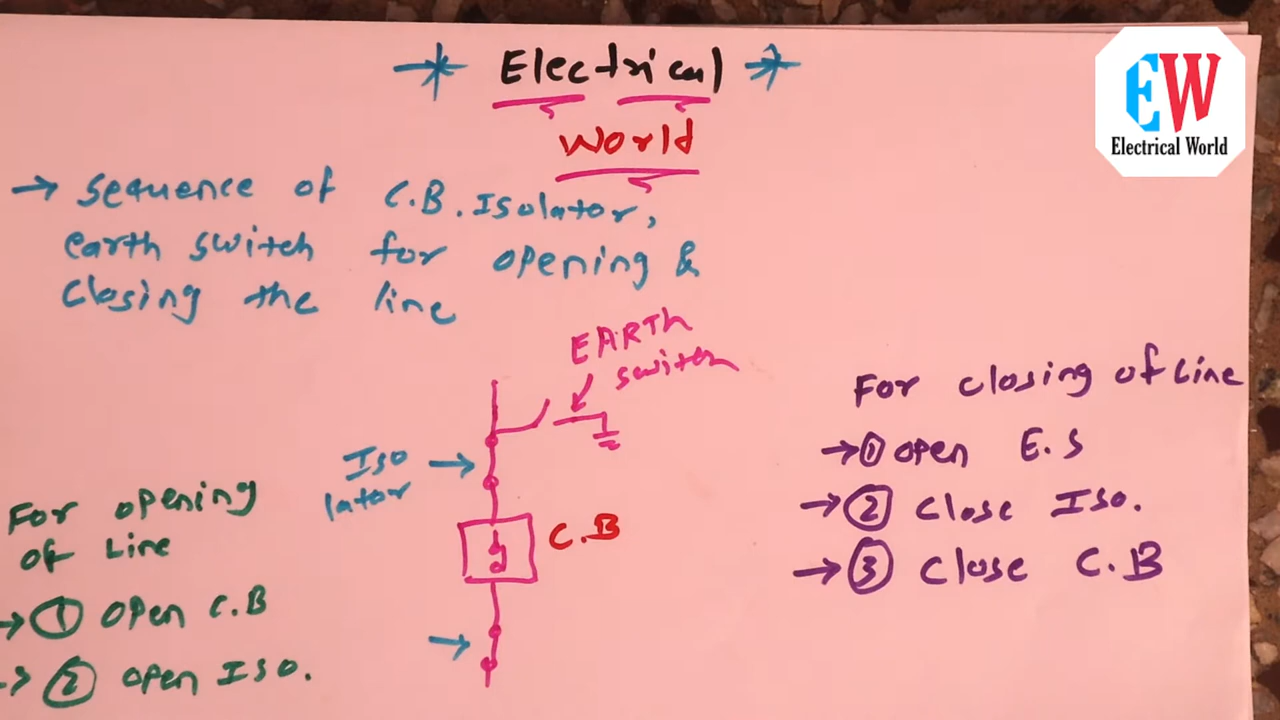 Electrical
World
→ Sequence of C.B. Isolator,
earth switch for opening &
closing the line
EARTH
switch
Iso
lator
C.B
For opening
of Line
→ ① open C.B
→ ② open Iso.
For closing of Line
→ ① open E.S
→ ② close Iso.
→ ③ close C.B
EW
Electrical World